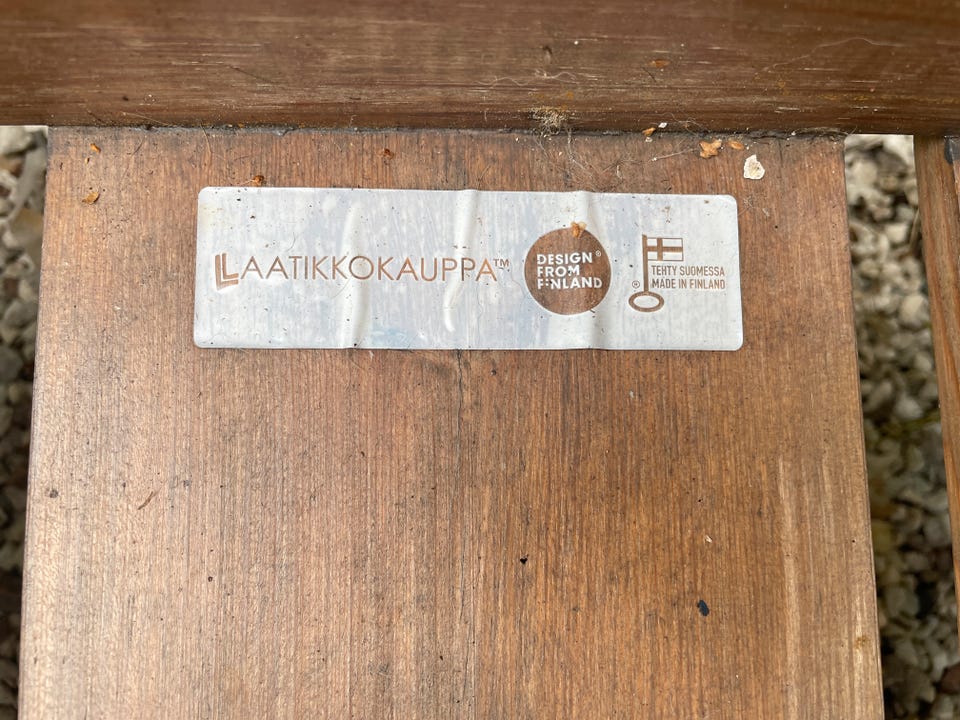 LAATIKKOKAUPPA™
DESIGN®
FROM
FINLAND
® TEHTY SUOMESSA
MADE IN FINLAND